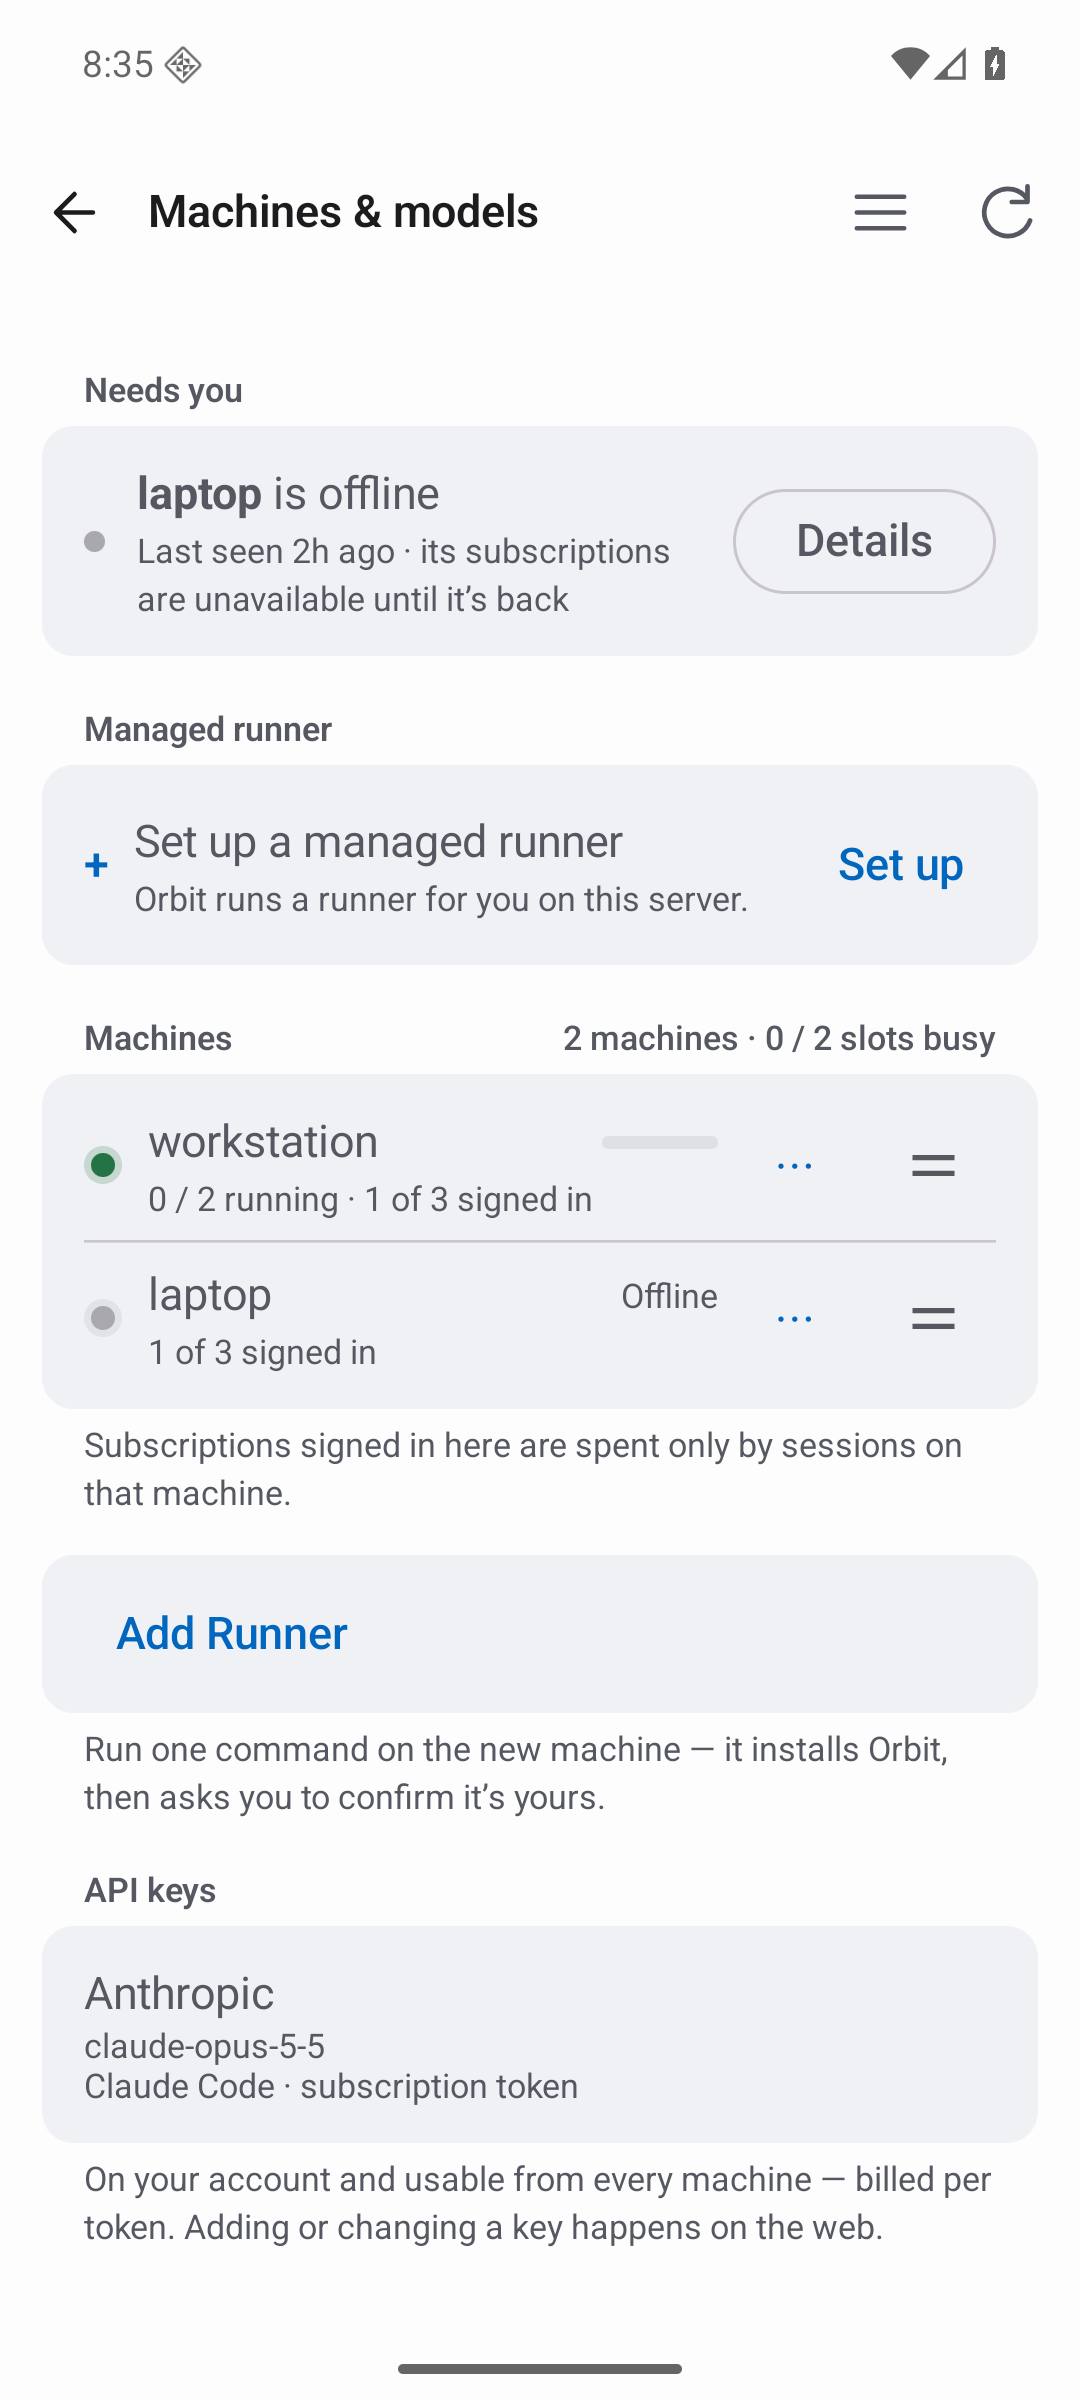 8:35
Machines & models
Needs you
laptop is offline
Last seen 2h ago · its subscriptions
are unavailable until it’s back
Details
Managed runner
+ Set up a managed runner
Orbit runs a runner for you on this server.
Set up
Machines
2 machines · 0 / 2 slots busy
workstation
0 / 2 running · 1 of 3 signed in
...
laptop
Offline
1 of 3 signed in
...
Subscriptions signed in here are spent only by sessions on
that machine.
Add Runner
Run one command on the new machine — it installs Orbit,
then asks you to confirm it’s yours.
API keys
Anthropic
claude-opus-5-5
Claude Code · subscription token
On your account and usable from every machine — billed per
token. Adding or changing a key happens on the web.